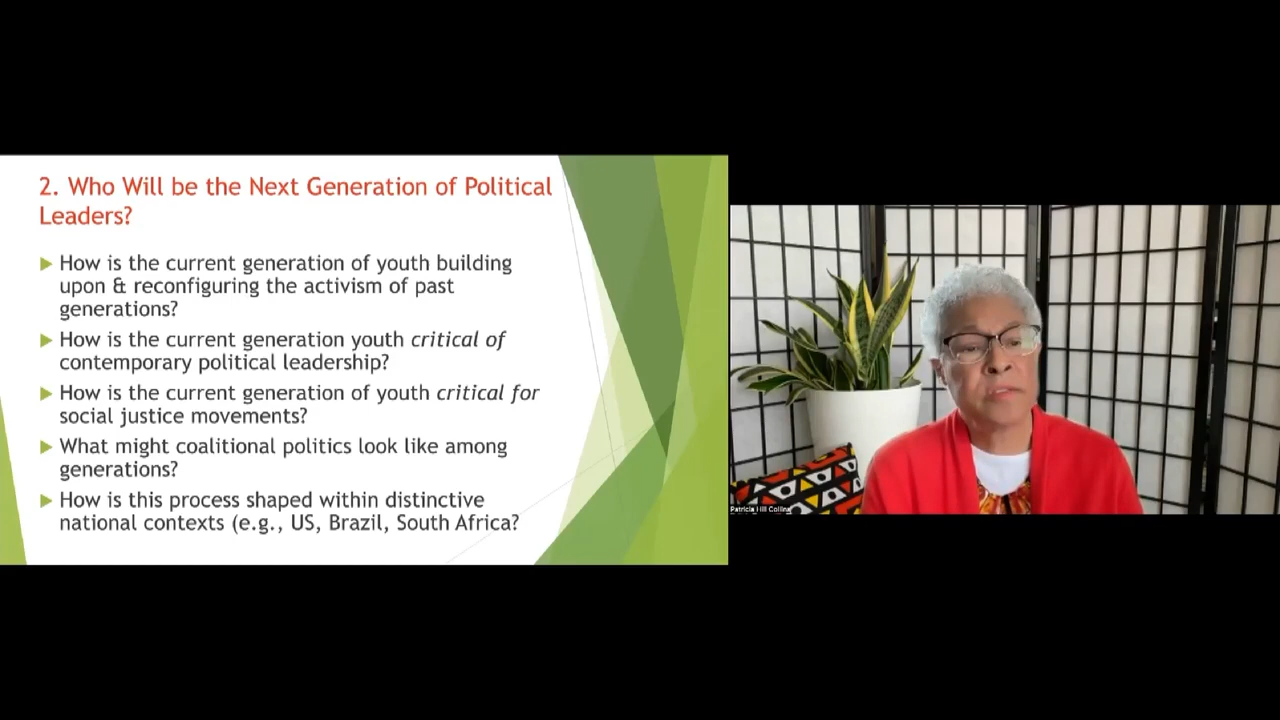 2. Who Will be the Next Generation of Political
Leaders?
How is the current generation of youth building
upon & reconfiguring the activism of past
generations?
How is the current generation youth critical of
contemporary political leadership?
How is the current generation of youth critical for
social justice movements?
What might coalitional politics look like among
generations?
How is this process shaped within distinctive
national contexts (e.g., US, Brazil, South Africa?
Patricia Hill Collins